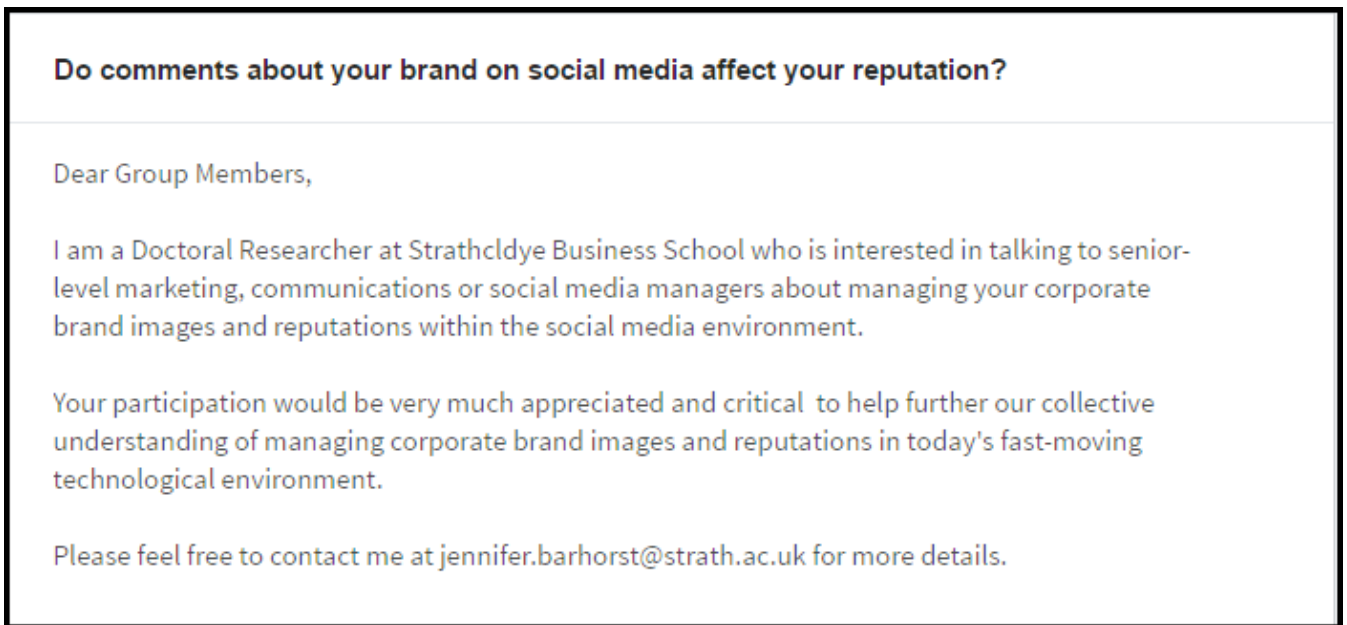 Do comments about your brand on social media affect your reputation?
Dear Group Members,
I am a Doctoral Researcher at Strathcldye Business School who is interested in talking to senior-
level marketing, communications or social media managers about managing your corporate
brand images and reputations within the social media environment.
Your participation would be very much appreciated and critical  to help further our collective
understanding of managing corporate brand images and reputations in today's fast-moving
technological environment.
Please feel free to contact me at jennifer.barhorst@strath.ac.uk for more details.